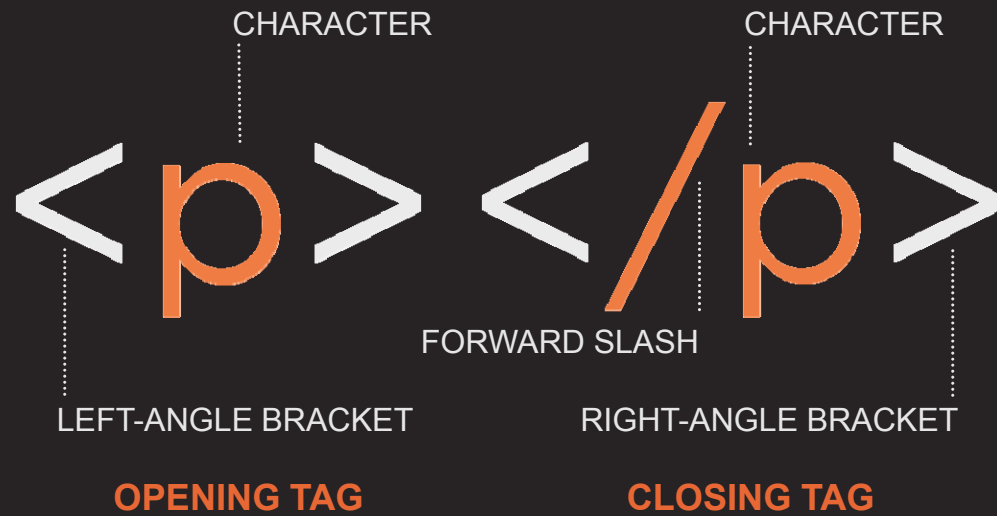 CHARACTER CHARACTER
<p> </p>
FORWARD SLASH
LEFT-ANGLE BRACKET RIGHT-ANGLE BRACKET
OPENING TAG CLOSING TAG